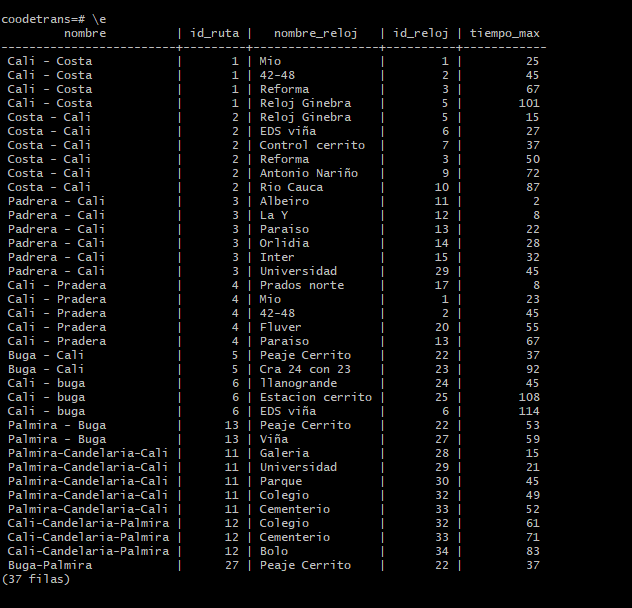 coodetrans=# \e
nombre | id_ruta | nombre_reloj | id_reloj | tiempo_max
-------------------------+---------+------------------+----------+------------
Cali - Costa | 1 | Mio | 1 | 25
Cali - Costa | 1 | 42-48 | 2 | 45
Cali - Costa | 1 | Reforma | 3 | 67
Cali - Costa | 1 | Reloj Ginebra | 5 | 101
Costa - Cali | 2 | Reloj Ginebra | 5 | 15
Costa - Cali | 2 | EDS viña | 6 | 27
Costa - Cali | 2 | Control cerrito | 7 | 37
Costa - Cali | 2 | Reforma | 3 | 50
Costa - Cali | 2 | Antonio Nariño | 9 | 72
Costa - Cali | 2 | Rio Cauca | 10 | 87
Padrera - Cali | 3 | Albeiro | 11 | 2
Padrera - Cali | 3 | La Y | 12 | 8
Padrera - Cali | 3 | Paraiso | 13 | 22
Padrera - Cali | 3 | Orlidia | 14 | 28
Padrera - Cali | 3 | Inter | 15 | 32
Padrera - Cali | 3 | Universidad | 29 | 45
Cali - Pradera | 4 | Prados norte | 17 | 8
Cali - Pradera | 4 | Mio | 1 | 23
Cali - Pradera | 4 | 42-48 | 2 | 45
Cali - Pradera | 4 | Fluver | 20 | 55
Cali - Pradera | 4 | Paraiso | 13 | 67
Buga - Cali | 5 | Peaje Cerrito | 22 | 37
Buga - Cali | 5 | Cra 24 con 23 | 23 | 92
Cali - buga | 6 | llanogrande | 24 | 45
Cali - buga | 6 | Estacion cerrito | 25 | 108
Cali - buga | 6 | EDS viña | 6 | 114
Palmira - Buga | 13 | Peaje Cerrito | 22 | 53
Palmira - Buga | 13 | Viña | 27 | 59
Palmira-Candelaria-Cali | 11 | Galeria | 28 | 15
Palmira-Candelaria-Cali | 11 | Universidad | 29 | 21
Palmira-Candelaria-Cali | 11 | Parque | 30 | 45
Palmira-Candelaria-Cali | 11 | Colegio | 32 | 49
Palmira-Candelaria-Cali | 11 | Cementerio | 33 | 52
Cali-Candelaria-Palmira | 12 | Colegio | 32 | 61
Cali-Candelaria-Palmira | 12 | Cementerio | 33 | 71
Cali-Candelaria-Palmira | 12 | Bolo | 34 | 83
Buga-Palmira | 27 | Peaje Cerrito | 22 | 37
(37 filas)